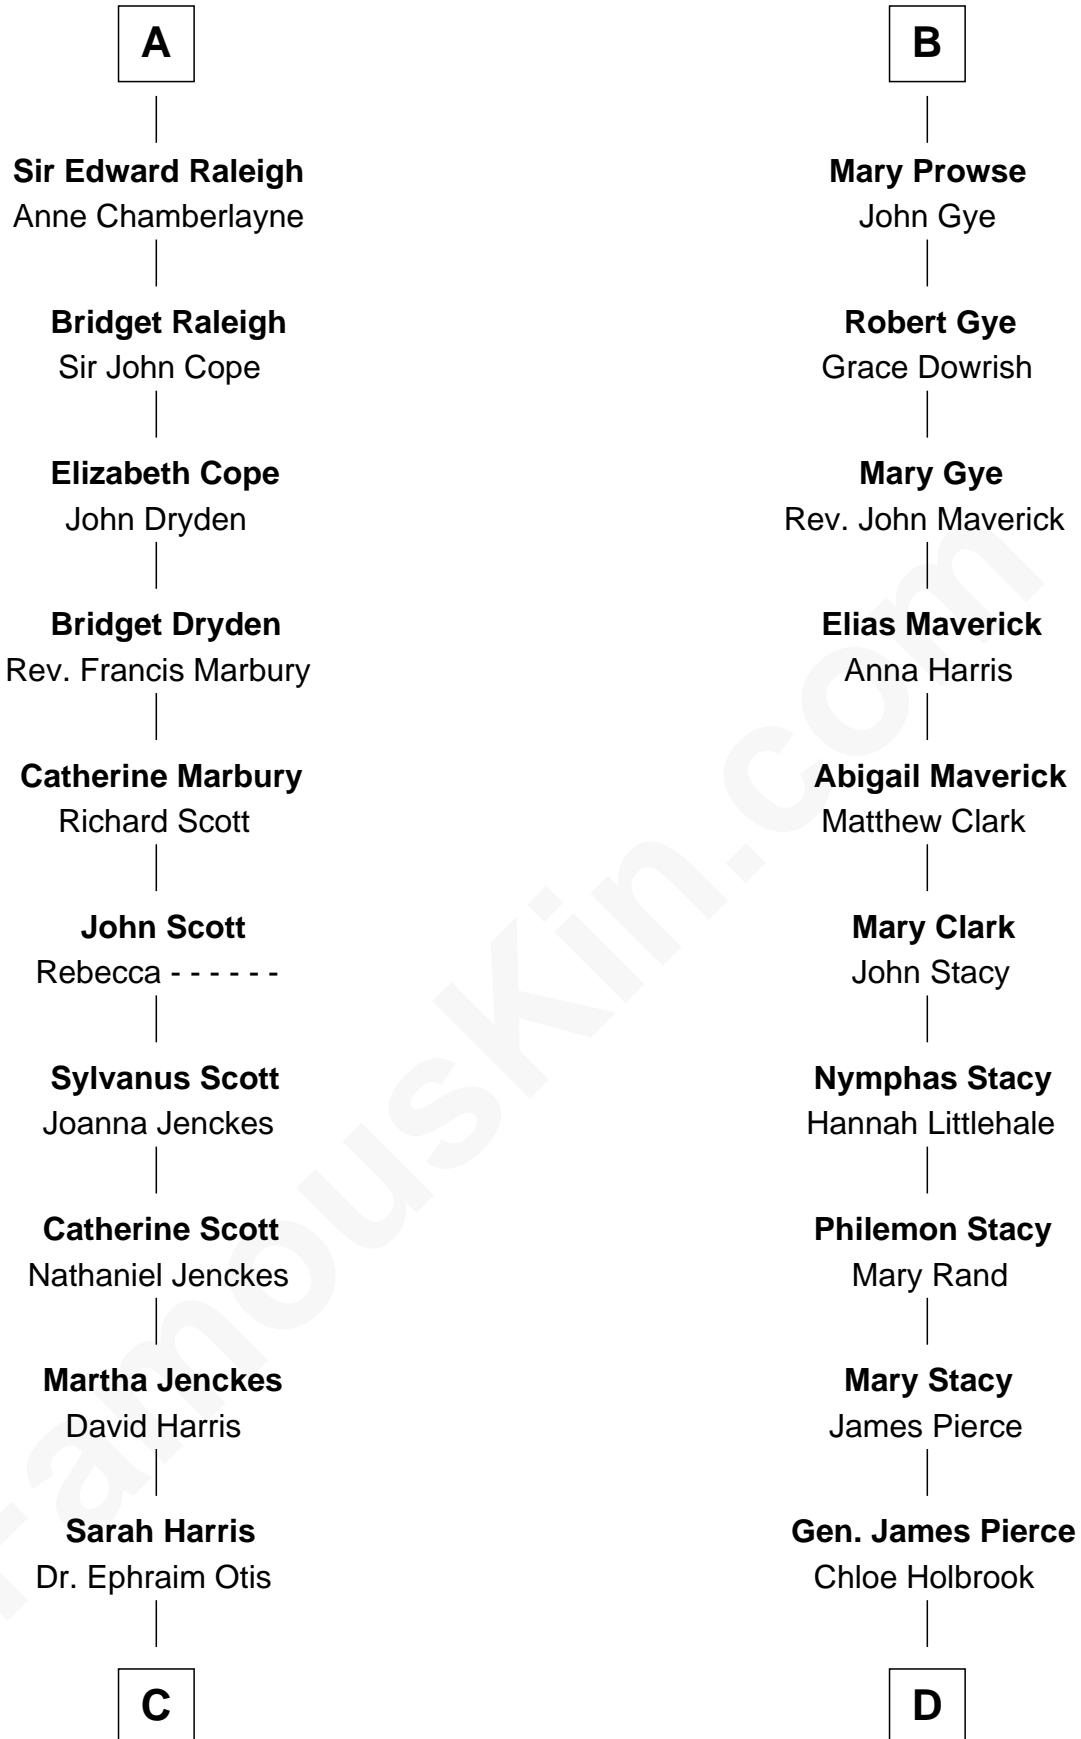 A
Sir Edward Raleigh
Anne Chamberlayne
Bridget Raleigh
Sir John Cope
Elizabeth Cope
John Dryden
Bridget Dryden
Rev. Francis Marbury
Catherine Marbury
Richard Scott
John Scott
Rebecca - - - - - -
Sylvanus Scott
Joanna Jenckes
Catherine Scott
Nathaniel Jenckes
Martha Jenckes
David Harris
Sarah Harris
Dr. Ephraim Otis
C
B
Mary Prowse
John Gye
Robert Gye
Grace Dowrish
Mary Gye
Rev. John Maverick
Elias Maverick
Anna Harris
Abigail Maverick
Matthew Clark
Mary Clark
John Stacy
Nymphas Stacy
Hannah Littlehale
Philemon Stacy
Mary Rand
Mary Stacy
James Pierce
Gen. James Pierce
Chloe Holbrook
D
FamousKin.com